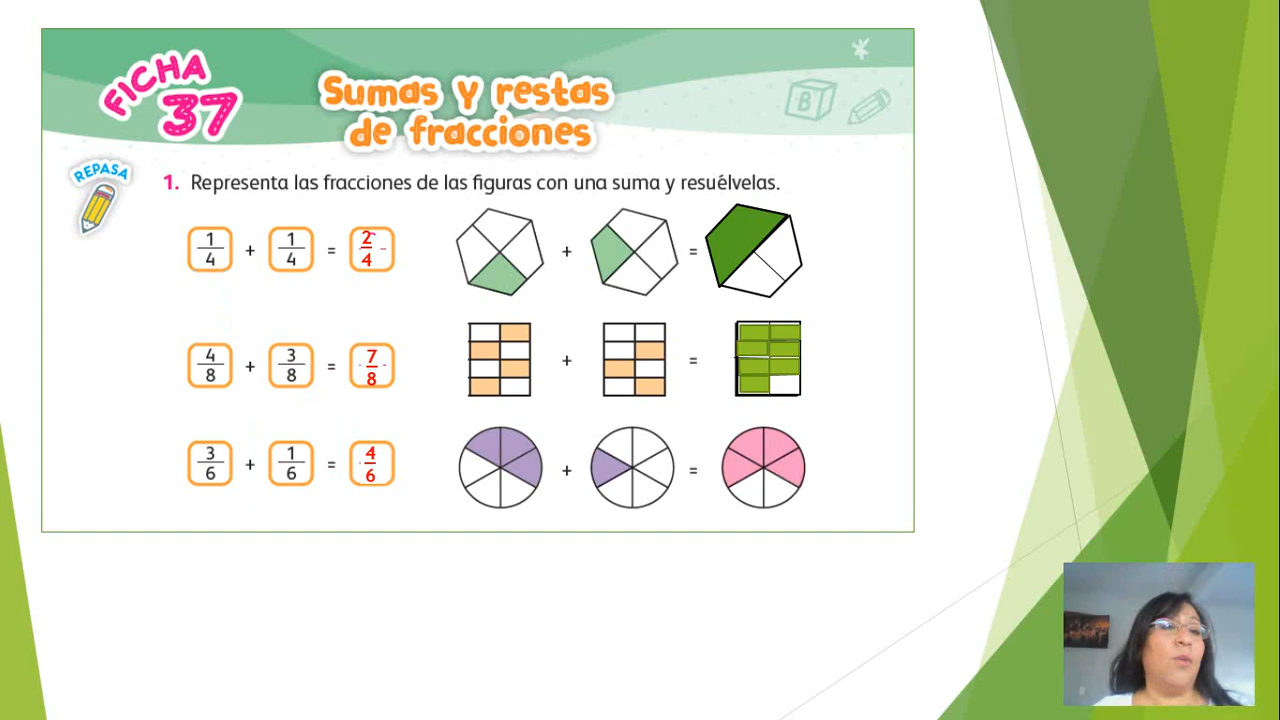 FICHA
37
Sumas y restas
de fracciones
B
REPASA
1. Representa las fracciones de las figuras con una suma y resuélvelas.
1/4 + 1/4 = 2/4 + =
4/8 + 3/8 = 7/8 + =
3/6 + 1/6 = 4/6 + =